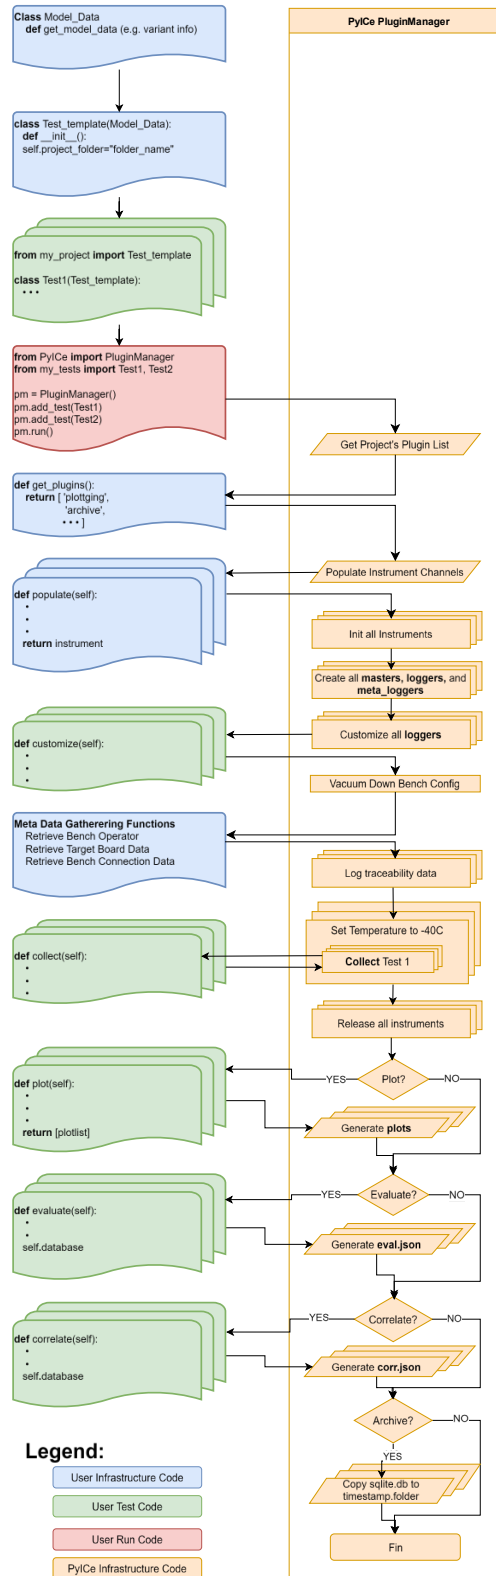 Class Model_Data
def get_model_data (e.g. variant info)
PyICe PluginManager
class Test_template(Model_Data):
def __init__():
self.project_folder="folder_name"
from my_project import Test_template
class Test1(Test_template):
• • •
from PyICe import PluginManager
from my_tests import Test1, Test2
pm = PluginManager()
pm.add_test(Test1)
pm.add_test(Test2)
pm.run()
Get Project's Plugin List
def get_plugins():
return [ 'plottging',
'archive',
• • • ]
Populate Instrument Channels
def populate(self):
•
•
•
return instrument
Init all Instruments
Create all masters, loggers, and
meta_loggers
Customize all loggers
def customize(self):
•
•
•
Vacuum Down Bench Config
Meta Data Gatherering Functions
Retrieve Bench Operator
Retrieve Target Board Data
Retrieve Bench Connection Data
Log traceability data
Set Temperature to -40C
Collect Test 1
def collect(self):
•
•
•
Release all instruments
Plot?
YES
NO
def plot(self):
•
•
•
return [plotlist]
Generate plots
Evaluate?
YES
NO
def evaluate(self):
•
•
self.database
Generate eval.json
Correlate?
YES
NO
def correlate(self):
•
•
self.database
Generate corr.json
Archive?
NO
YES
Copy sqlite.db to
timestamp.folder
Fin
Legend:
User Infrastructure Code
User Test Code
User Run Code
PyICe Infrastructure Code